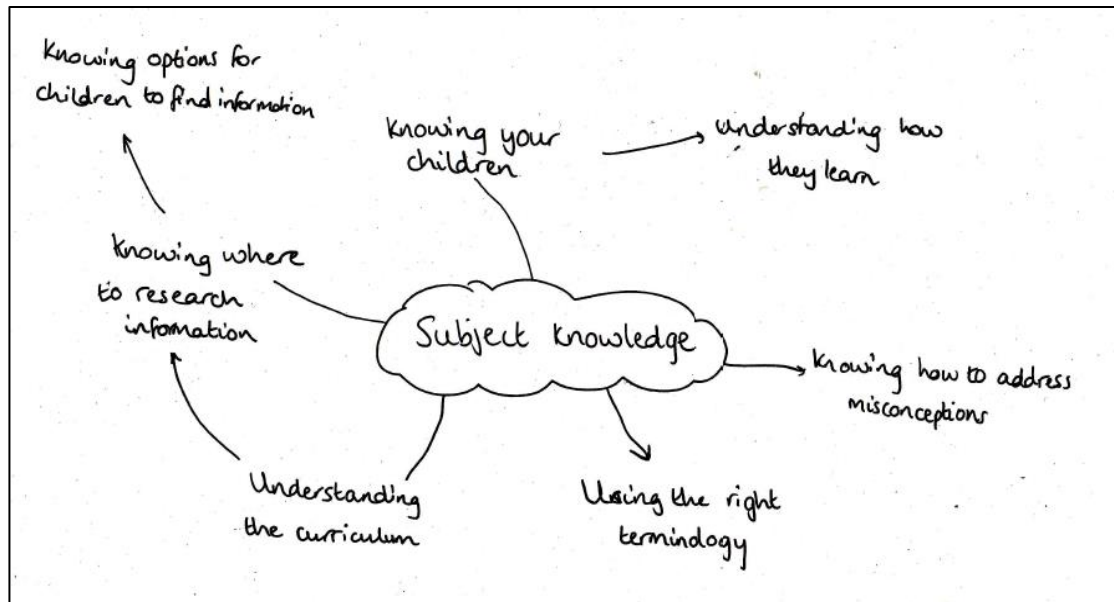 Knowing options for
children to find information
Knowing your
children
Understanding how
they learn
Knowing where
to research
information
Subject Knowledge
Knowing how to address
misconceptions
Understanding
the curriculum
Using the right
terminology